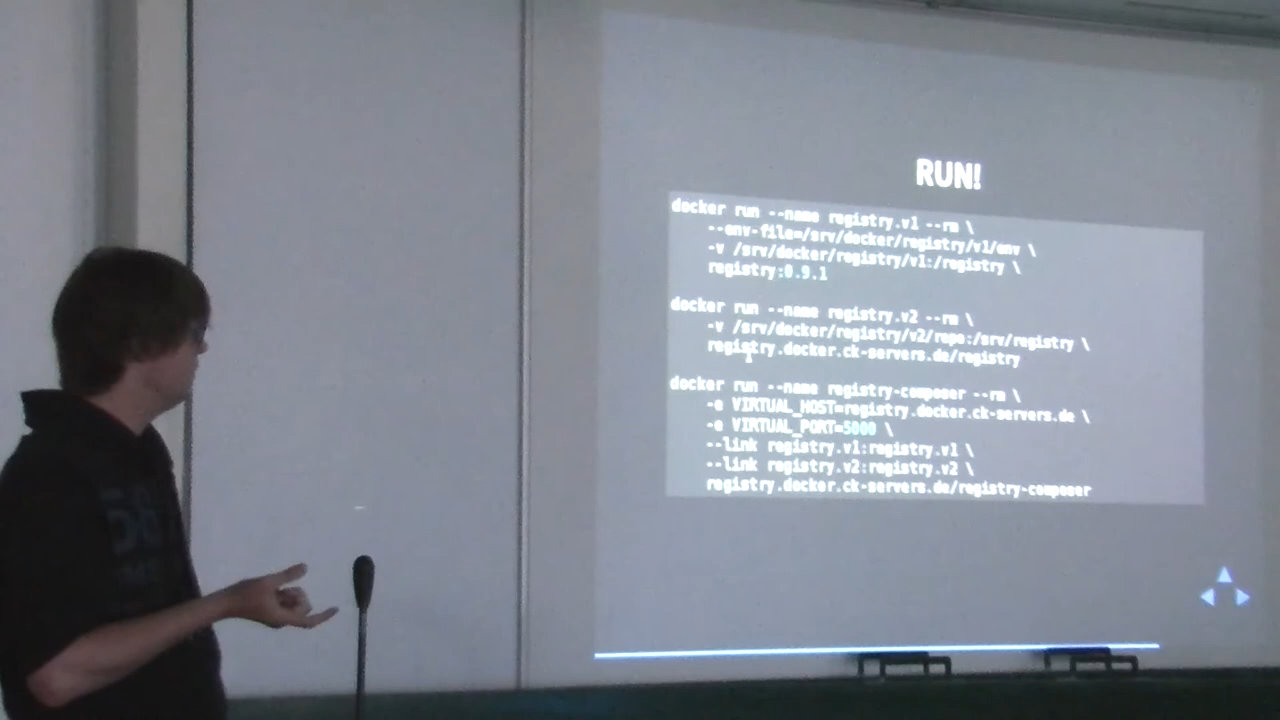 RUN!
docker run --name registry.v1 --rm \
--env-file=/srv/docker/registry/v1/env \
-v /srv/docker/registry/v1:/registry \
registry:0.9.1
docker run --name registry.v2 --rm \
-v /srv/docker/registry/v2/repo:/srv/registry \
registry.docker.ck-servers.de/registry
docker run --name registry-composer --rm \
-e VIRTUAL_HOST=registry.docker.ck-servers.de \
-e VIRTUAL_PORT=5000 \
--link registry.v1:registry.v1 \
--link registry.v2:registry.v2 \
registry.docker.ck-servers.de/registry-composer